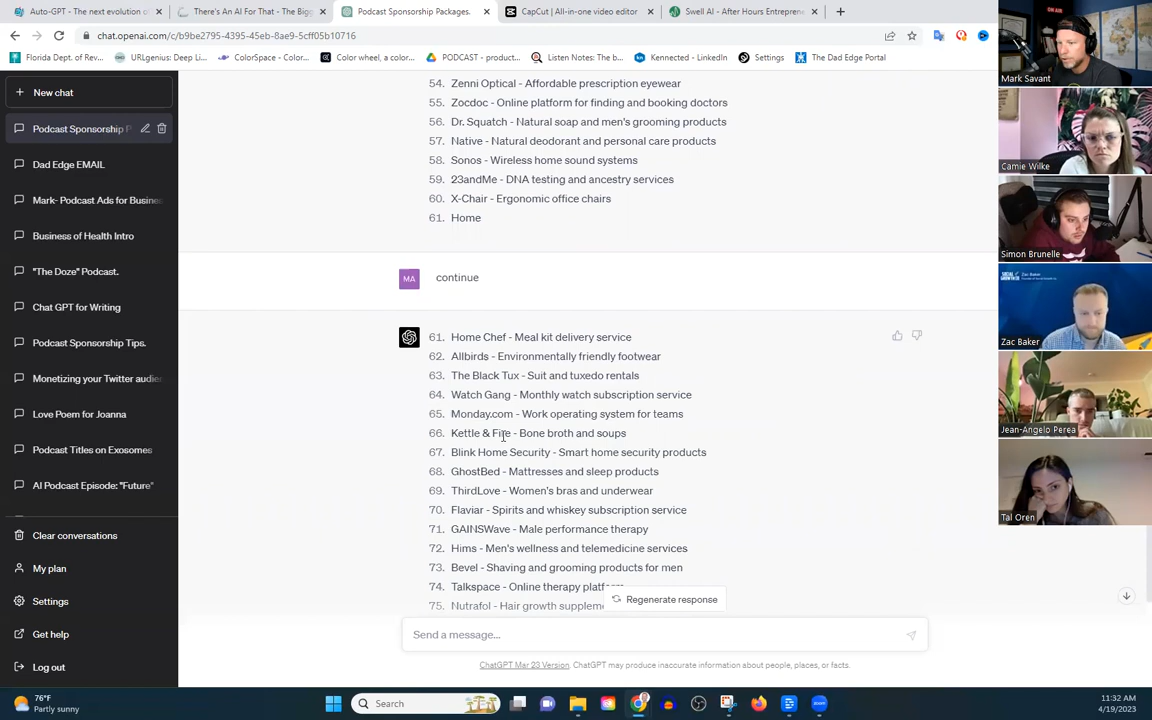 Auto-GPT - The next evolution of
There's An AI For That - The Bigg
Podcast Sponsorship Packages.
CapCut | All-in-one video editor
Swell AI - After Hours Entreprene
chat.openai.com/c/b9be2795-4395-45eb-8ae9-5cff05b10716
Florida Dept. of Rev...
URLgenius: Deep Li...
ColorSpace - Color...
Color wheel, a color...
PODCAST - product...
Listen Notes: The b...
Kennected - LinkedIn
Settings
The Dad Edge Portal
New chat
Podcast Sponsorship P
Dad Edge EMAIL
Mark- Podcast Ads for Busines
Business of Health Intro
"The Doze" Podcast.
Chat GPT for Writing
Podcast Sponsorship Tips.
Monetizing your Twitter audien
Love Poem for Joanna
Podcast Titles on Exosomes
AI Podcast Episode: "Future"
Clear conversations
My plan
Settings
Get help
Log out
54. Zenni Optical - Affordable prescription eyewear
55. Zocdoc - Online platform for finding and booking doctors
56. Dr. Squatch - Natural soap and men's grooming products
57. Native - Natural deodorant and personal care products
58. Sonos - Wireless home sound systems
59. 23andMe - DNA testing and ancestry services
60. X-Chair - Ergonomic office chairs
61. Home
MA
continue
61. Home Chef - Meal kit delivery service
62. Allbirds - Environmentally friendly footwear
63. The Black Tux - Suit and tuxedo rentals
64. Watch Gang - Monthly watch subscription service
65. Monday.com - Work operating system for teams
66. Kettle & Fire - Bone broth and soups
67. Blink Home Security - Smart home security products
68. GhostBed - Mattresses and sleep products
69. ThirdLove - Women's bras and underwear
70. Flaviar - Spirits and whiskey subscription service
71. GAINSWave - Male performance therapy
72. Hims - Men's wellness and telemedicine services
73. Bevel - Shaving and grooming products for men
74. Talkspace - Online therapy platform
75. Nutrafol - Hair growth suppleme
Regenerate response
Send a message...
ChatGPT Mar 23 Version. ChatGPT may produce inaccurate information about people, places, or facts.
ON AIR
Mark Savant
Camie Wilke
Simon Brunelle
Zac Baker
Zac Baker
Jean-Angelo Perea
Tal Oren
76°F
Partly sunny
Search
11:32 AM
4/19/2023